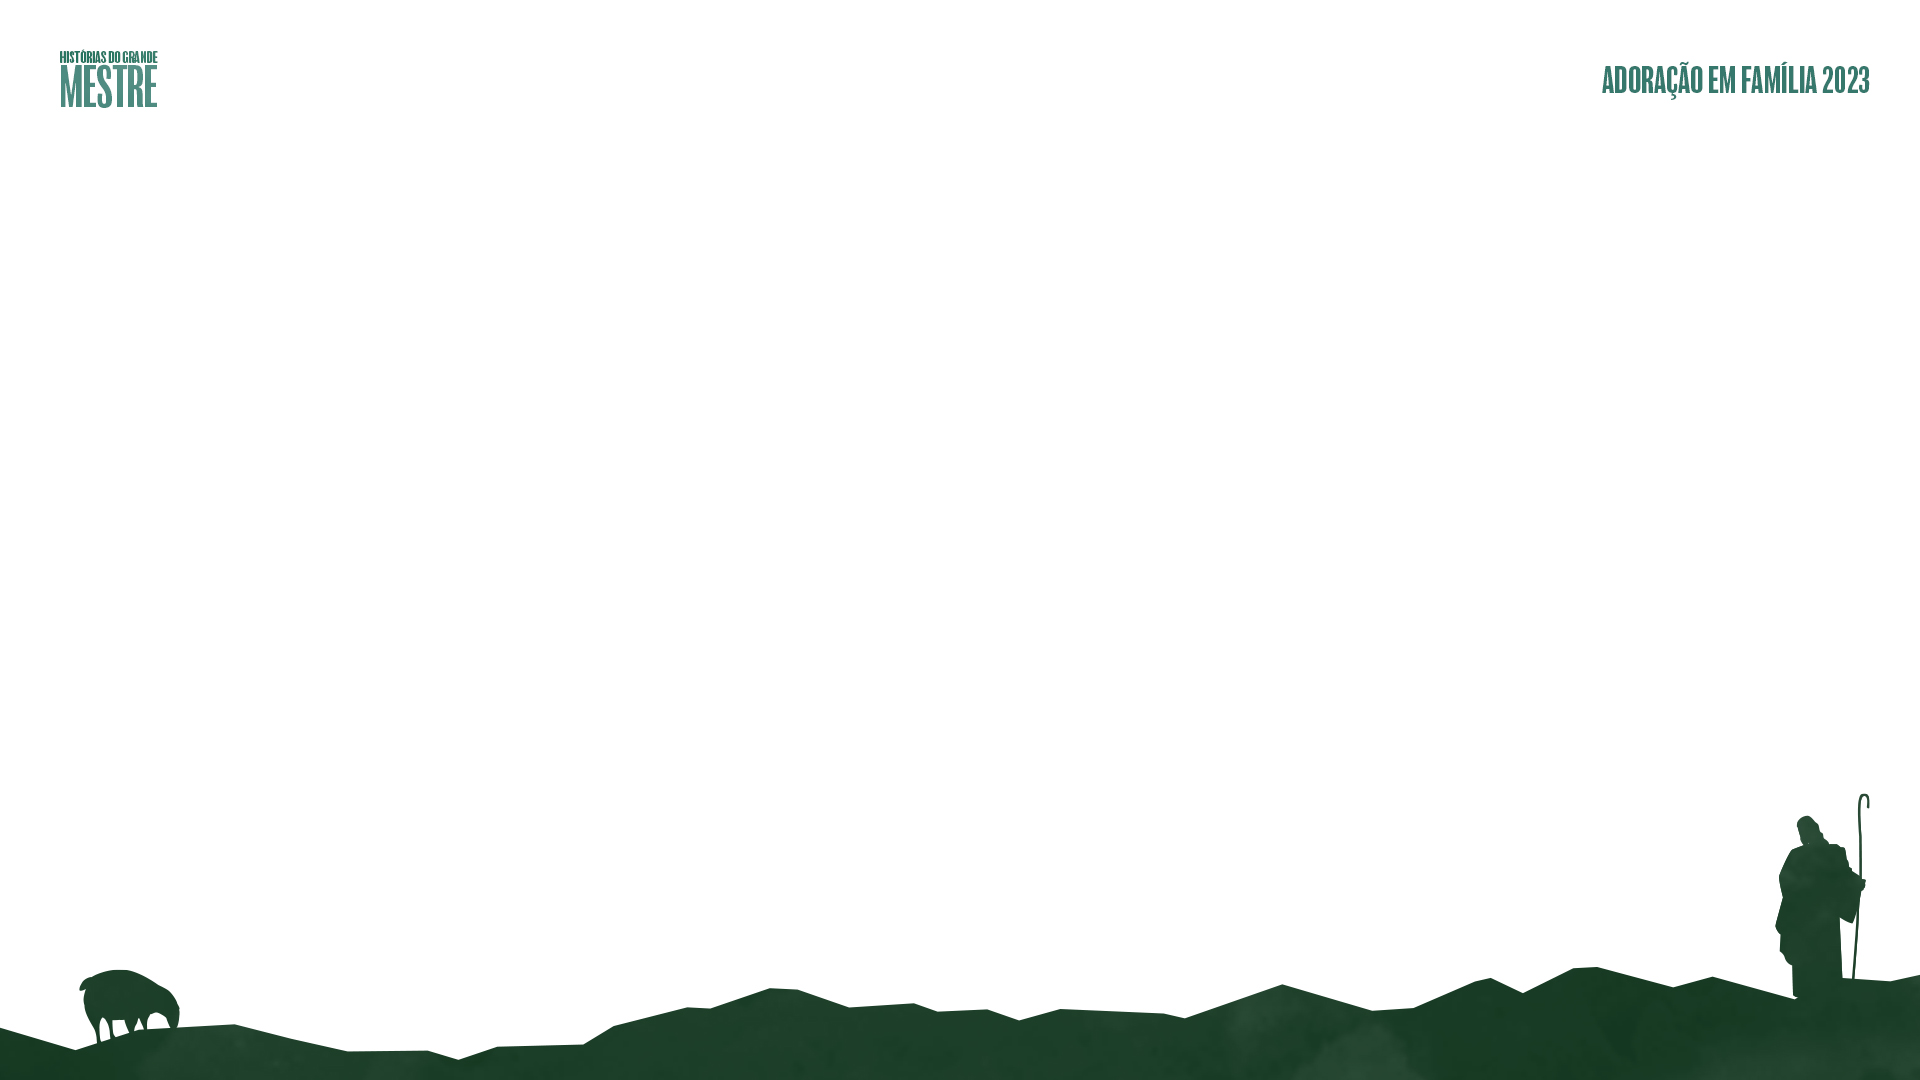 HISTÓRIAS DO GRANDE
MESTRE
ADORAÇÃO EM FAMÍLIA 2023